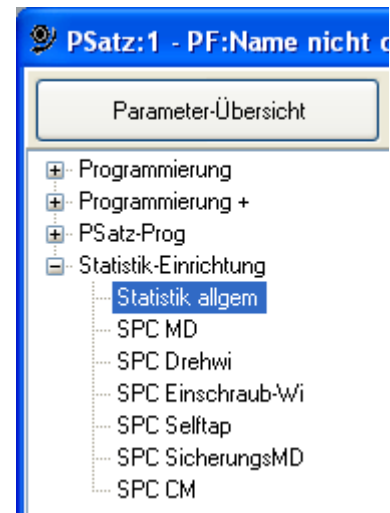 PSatz:1 - PF:Name nicht
Parameter-Übersicht
Programmierung
Programmierung +
PSatz-Prog
Statistik-Einrichtung
Statistik allgem
SPC MD
SPC Drehwi
SPC Einschraub-Wi
SPC Selftap
SPC SicherungsMD
SPC CM